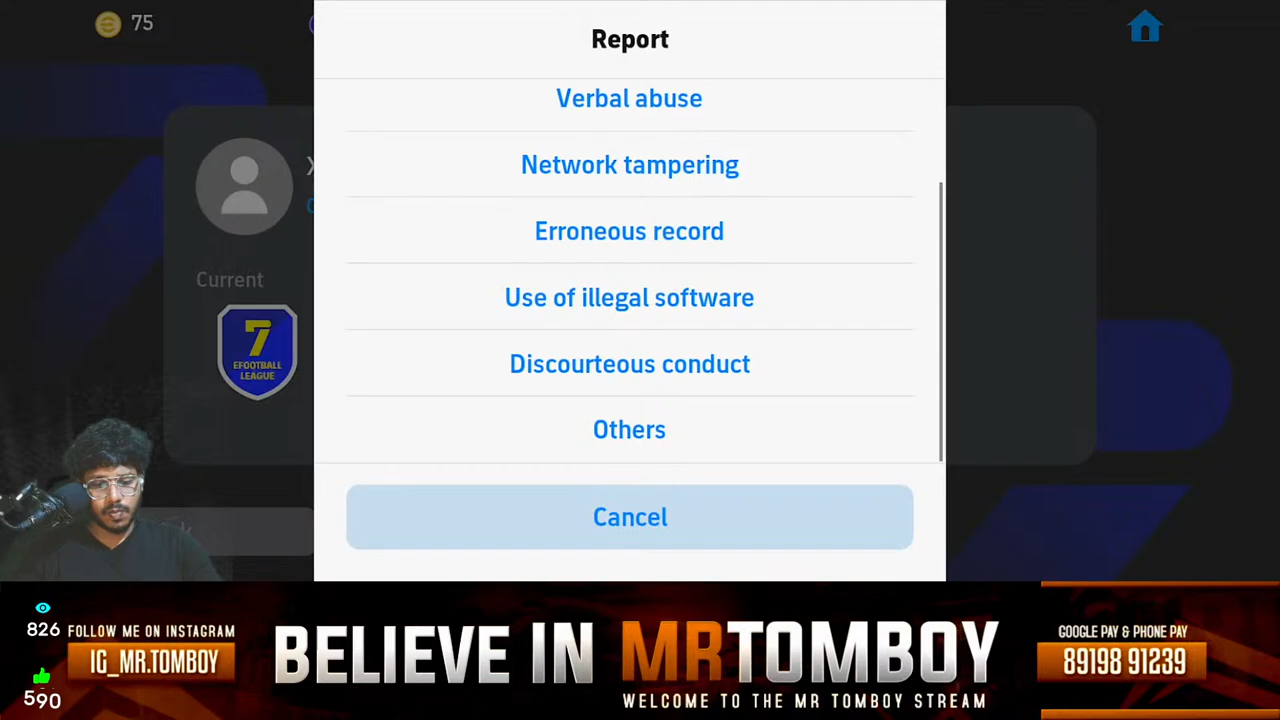 75
Report
Verbal abuse
Network tampering
Erroneous record
Use of illegal software
Discourteous conduct
Others
Cancel
X
Current
7
EFOOTBALL
LEAGUE
826
590
FOLLOW ME ON INSTAGRAM
IG_MR.TOMBOY
BELIEVE IN MRTOMBOY
WELCOME TO THE MR TOMBOY STREAM
GOOGLE PAY & PHONE PAY
89198 91239